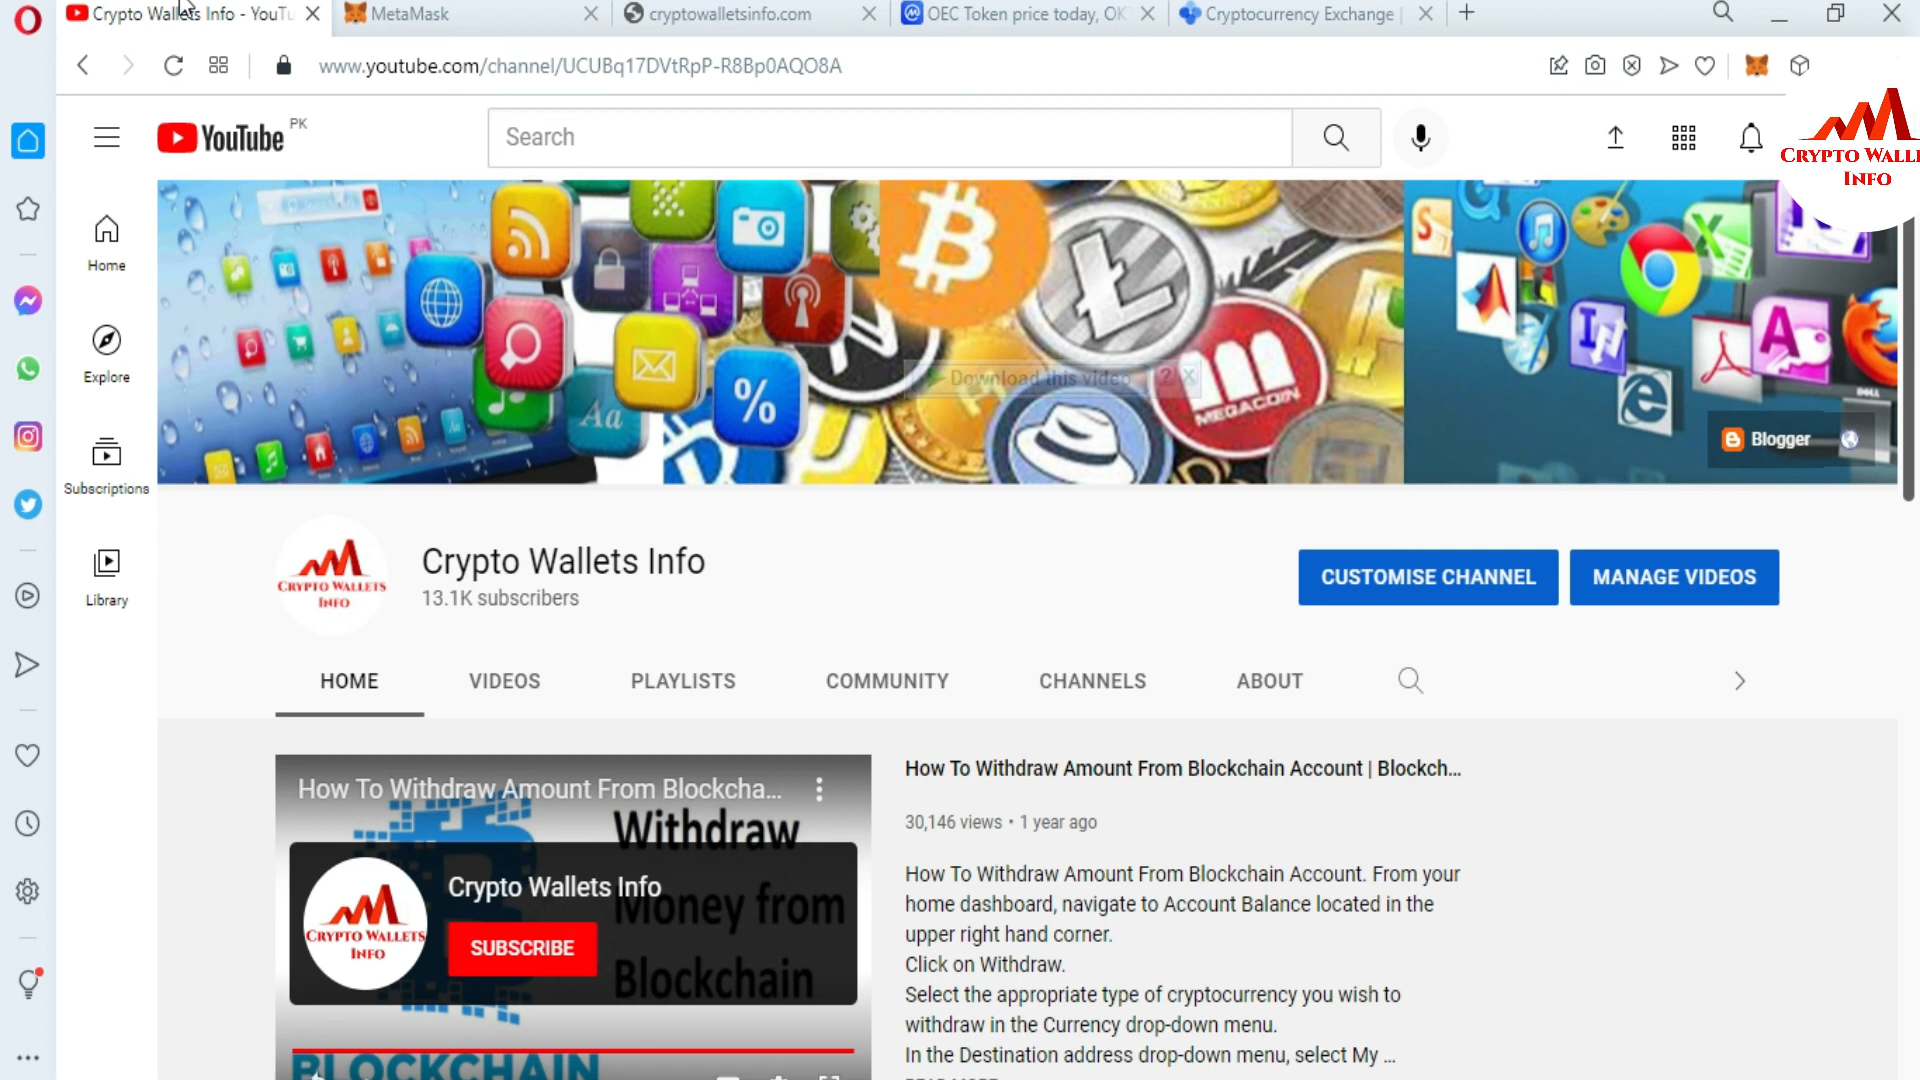 Crypto Wallets Info - YouTu
MetaMask
cryptowalletsinfo.com
OEC Token price today, OK
Cryptocurrency Exchange |
www.youtube.com/channel/UCUBq17DVtRpP-R8Bp0AQO8A
YouTube PK
Search
CRYPTO WALL
INFO
Home
Explore
Subscriptions
Library
Aa
%
Download this video ? X
MEGACOIN
DELL
Blogger
Crypto Wallets Info
13.1K subscribers
CRYPTO WALLETS
INFO
CUSTOMISE CHANNEL
MANAGE VIDEOS
HOME
VIDEOS
PLAYLISTS
COMMUNITY
CHANNELS
ABOUT
How To Withdraw Amount From Blockcha...
Withdraw
Money from
Blockchain
Crypto Wallets Info
SUBSCRIBE
CRYPTO WALLETS
INFO
BLOCKCHAIN
How To Withdraw Amount From Blockchain Account | Blockch...
30,146 views • 1 year ago
How To Withdraw Amount From Blockchain Account. From your
home dashboard, navigate to Account Balance located in the
upper right hand corner.
Click on Withdraw.
Select the appropriate type of cryptocurrency you wish to
withdraw in the Currency drop-down menu.
In the Destination address drop-down menu, select My ...